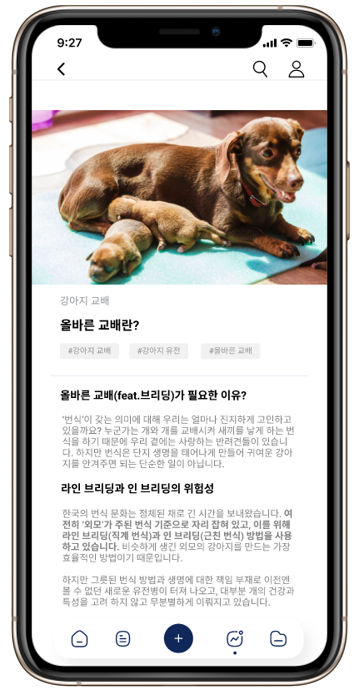 9:27
강아지 교배
올바른 교배란?
#강아지 교배 #강아지 유전 #올바른 교배
올바른 교배(feat.브리딩)가 필요한 이유?
'번식'이 갖는 의미에 대해 우리는 얼마나 진지하게 고민하고
있을까요? 누군가는 개와 개를 교배시켜 새끼를 낳게 하는 번
식을 하기 때문에 우리 곁에는 사랑하는 반려견들이 있습니
다. 하지만 번식은 단지 생명을 태어나게 만들어 귀여운 강아
지를 안겨주면 되는 단순한 일이 아닙니다.
라인 브리딩과 인 브리딩의 위험성
한국의 번식 문화는 정체된 채로 긴 시간을 보내왔습니다. 여
전히 '외모'가 주된 번식 기준으로 자리 잡혀 있고, 이를 위해
라인 브리딩(직계 번식)과 인 브리딩(근친 번식) 방법을 사용
하고 있습니다. 비슷하게 생긴 외모의 강아지를 만드는 가장
효율적인 방법이기 때문입니다.
하지만 그릇된 번식 방법과 생명에 대한 책임 부재로 이전엔
볼 수 없던 새로운 유전병이 터져 나오고, 대부분 개의 건강과
특성을 고려 하지 않고 무분별하게 이뤄지고 있습니다.